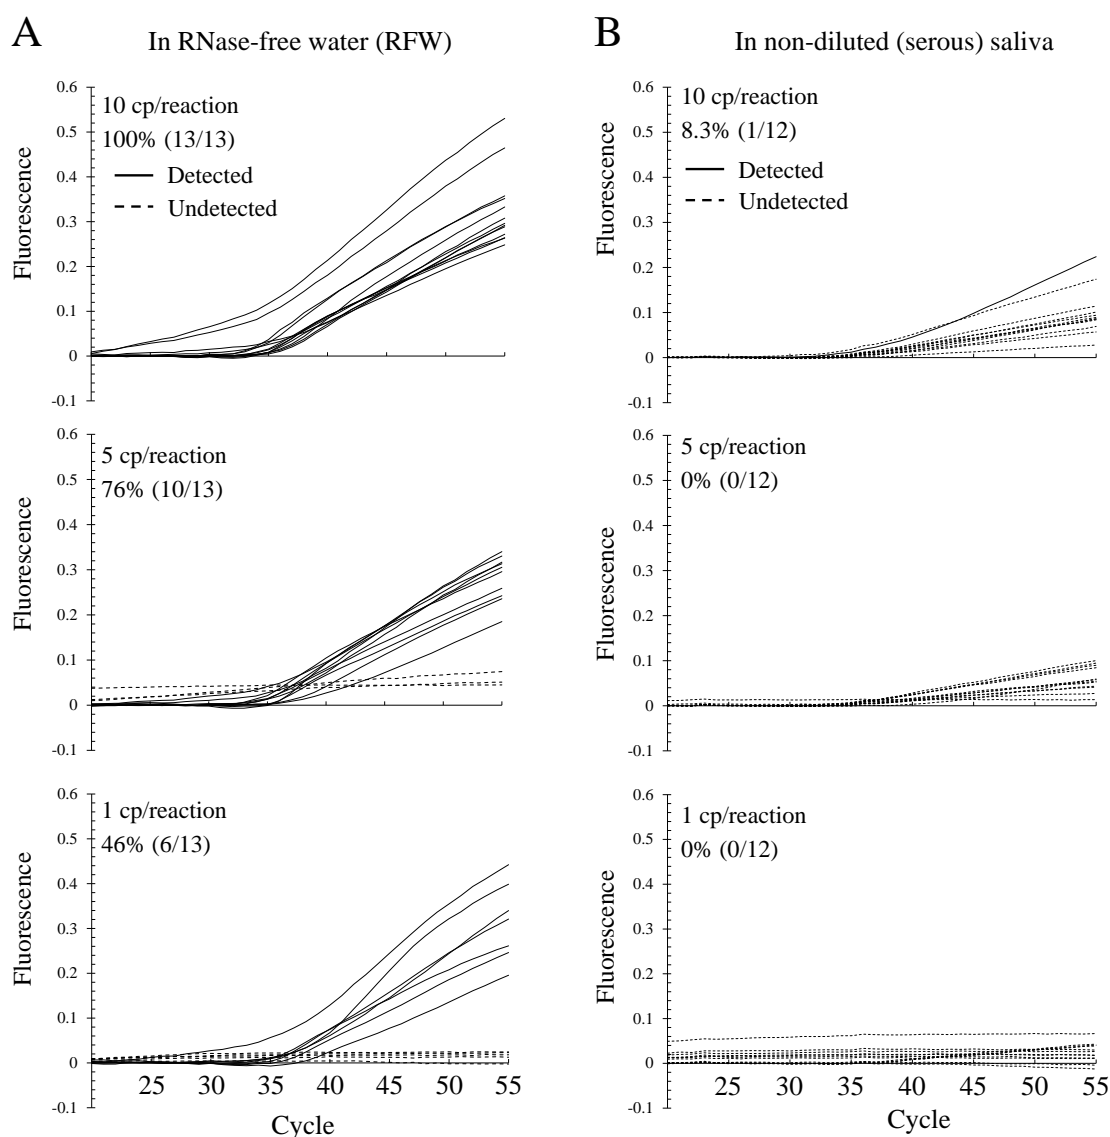 A
In RNase-free water (RFW)
0.6
0.5
0.4
0.3
0.2
0.1
0
-0.1
Fluorescence
10 cp/reaction
100% (13/13)
Detected
Undetected
0.6
0.5
0.4
0.3
0.2
0.1
0
-0.1
Fluorescence
5 cp/reaction
76% (10/13)
0.6
0.5
0.4
0.3
0.2
0.1
0
-0.1
Fluorescence
1 cp/reaction
46% (6/13)
25 30 35 40 45 50 55
Cycle
B
In non-diluted (serous) saliva
0.6
0.5
0.4
0.3
0.2
0.1
0
-0.1
Fluorescence
10 cp/reaction
8.3% (1/12)
Detected
Undetected
0.6
0.5
0.4
0.3
0.2
0.1
0
-0.1
Fluorescence
5 cp/reaction
0% (0/12)
0.6
0.5
0.4
0.3
0.2
0.1
0
-0.1
Fluorescence
1 cp/reaction
0% (0/12)
25 30 35 40 45 50 55
Cycle